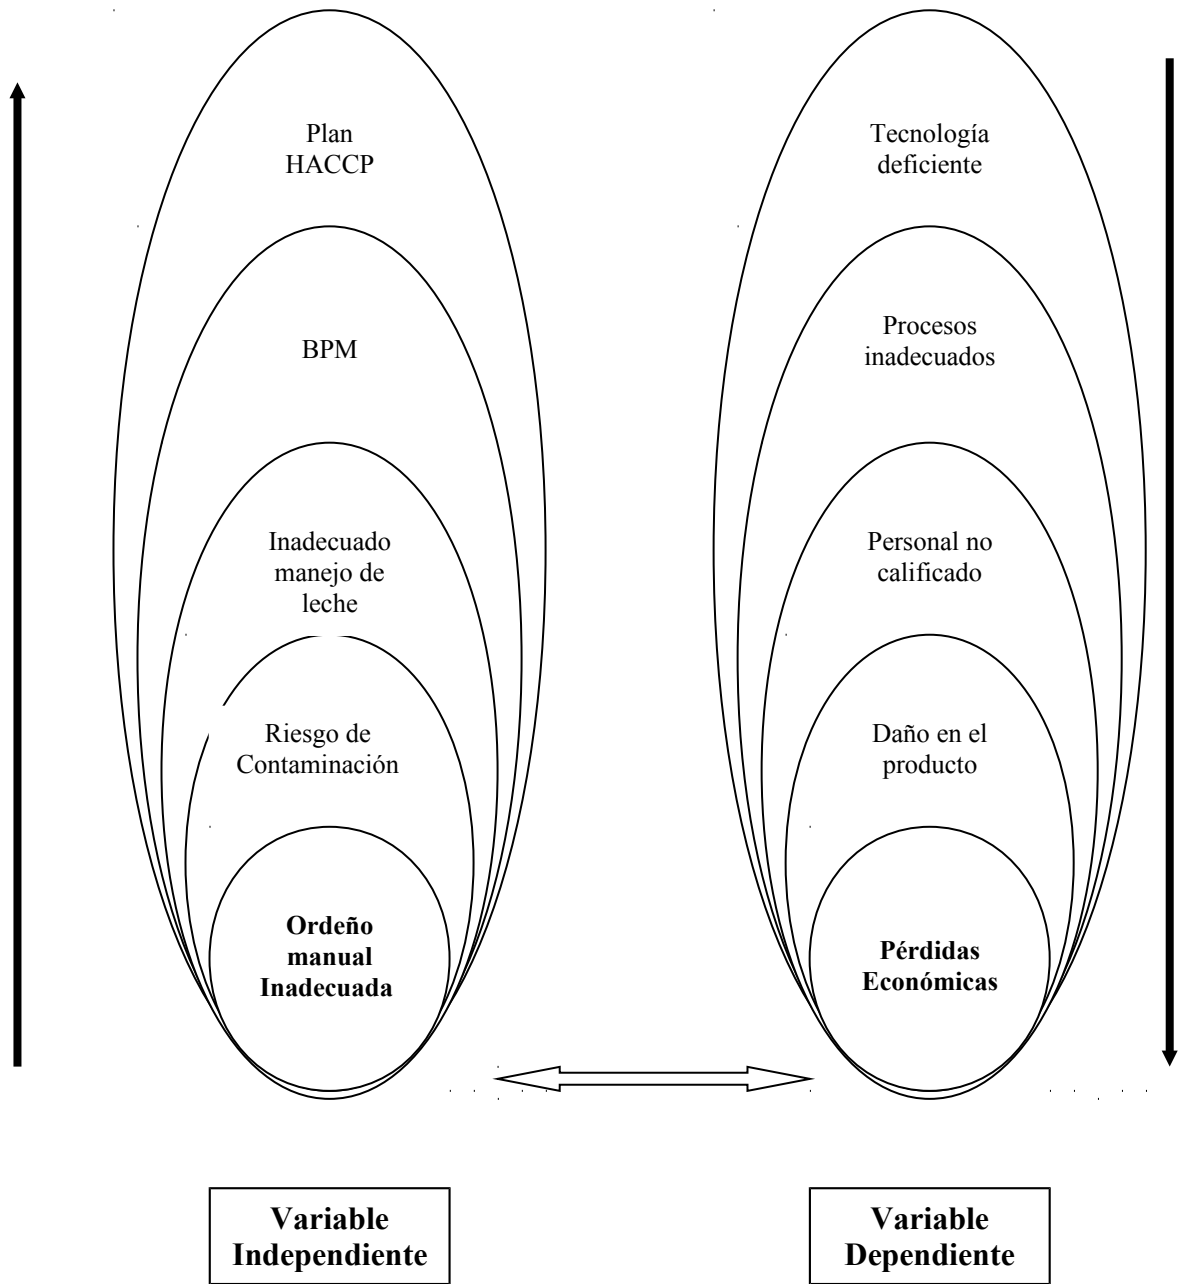 Plan
HACCP
BPM
Inadecuado
manejo de
leche
Riesgo de
Contaminación
Ordeño
manual
Inadecuada
Variable
Independiente
Tecnología
deficiente
Procesos
inadecuados
Personal no
calificado
Daño en el
producto
Pérdidas
Económicas
Variable
Dependiente